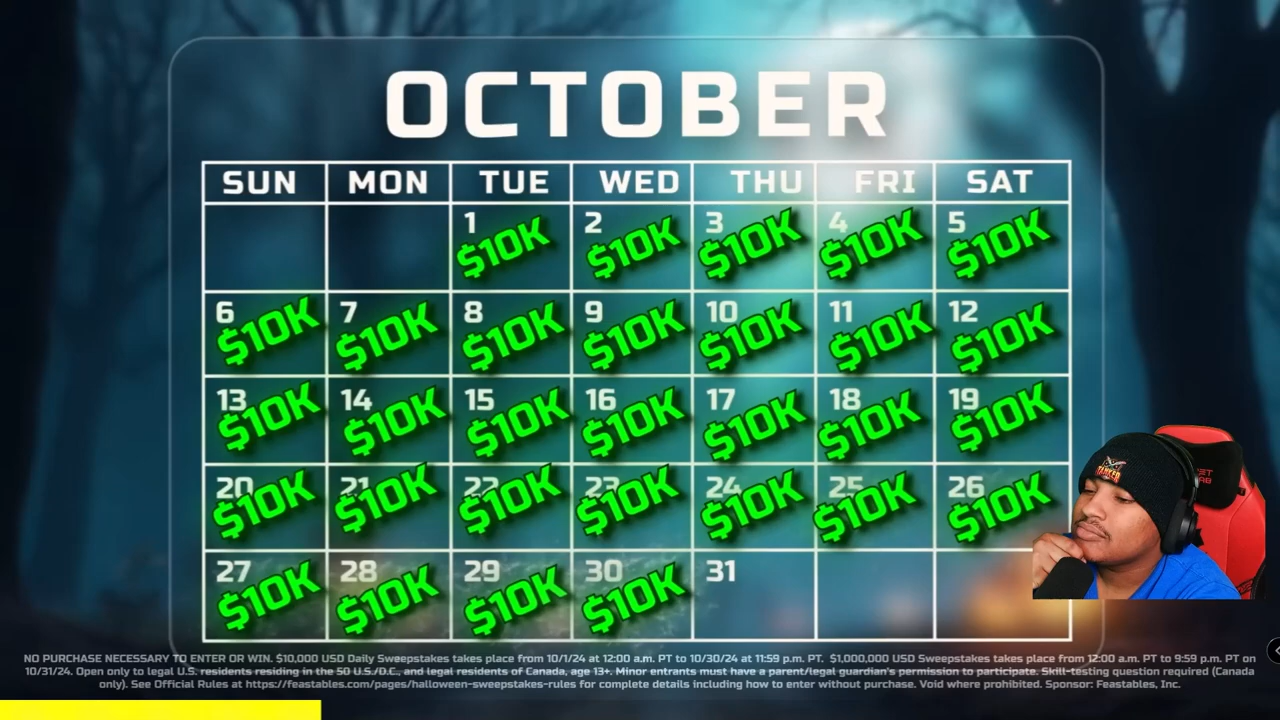 OCTOBER
SUN MON TUE WED THU FRI SAT
1 2 3 4 5
$10K $10K $10K $10K $10K
6 7 8 9 10 11 12
$10K $10K $10K $10K $10K $10K $10K
13 14 15 16 17 18 19
$10K $10K $10K $10K $10K $10K $10K
20 21 22 23 24 25 26
$10K $10K $10K $10K $10K $10K $10K
27 28 29 30 31
$10K $10K $10K $10K
NO PURCHASE NECESSARY TO ENTER OR WIN. $10,000 USD Daily Sweepstakes takes place from 10/1/24 at 12:00 a.m. PT to 10/30/24 at 11:59 p.m. PT. $1,000,000 USD Sweepstakes takes place from 12:00 a.m. PT to 9:59 p.m. PT on
10/31/24. Open only to legal U.S. residents residing in the 50 U.S./D.C., and legal residents of Canada, age 13+. Minor entrants must have a parent/legal guardian's permission to participate. Skill-testing question required (Canada
only). See Official Rules at https://feastables.com/pages/halloween-sweepstakes-rules for complete details including how to enter without purchase. Void where prohibited. Sponsor: Feastables, Inc.